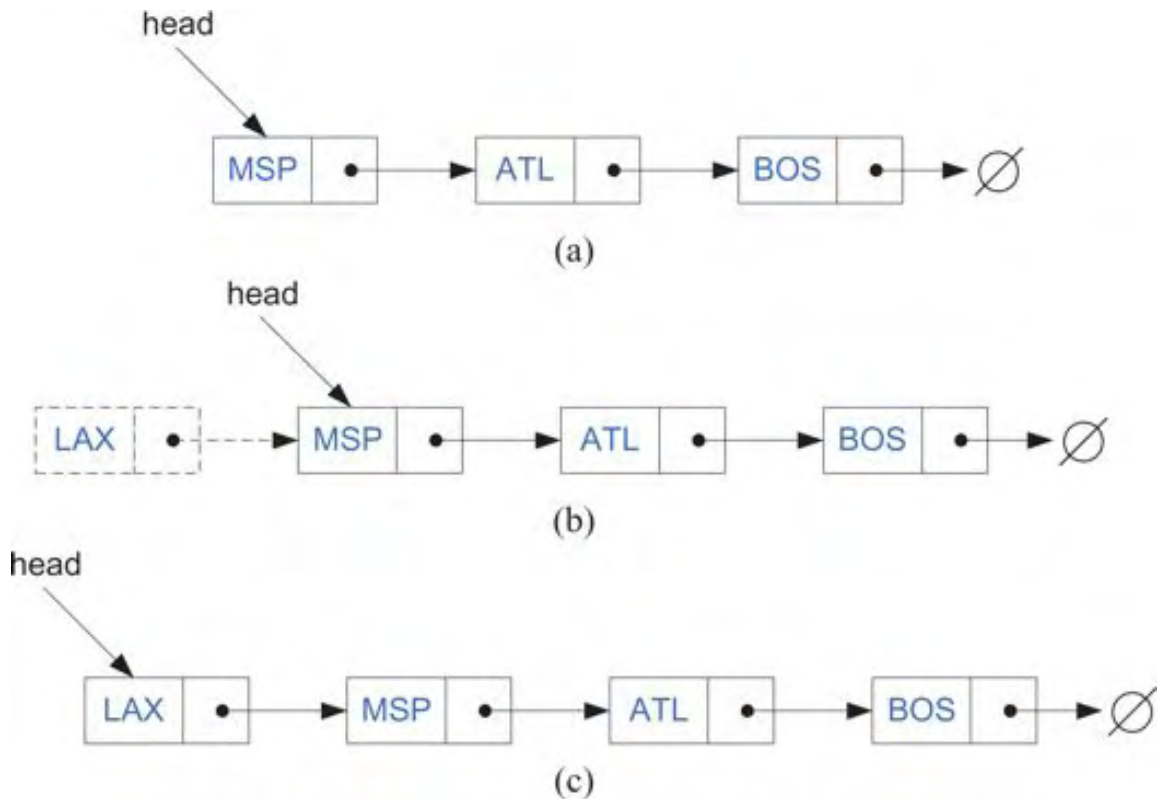 head
MSP ATL BOS
(a)
head
LAX MSP ATL BOS
(b)
head
LAX MSP ATL BOS
(c)